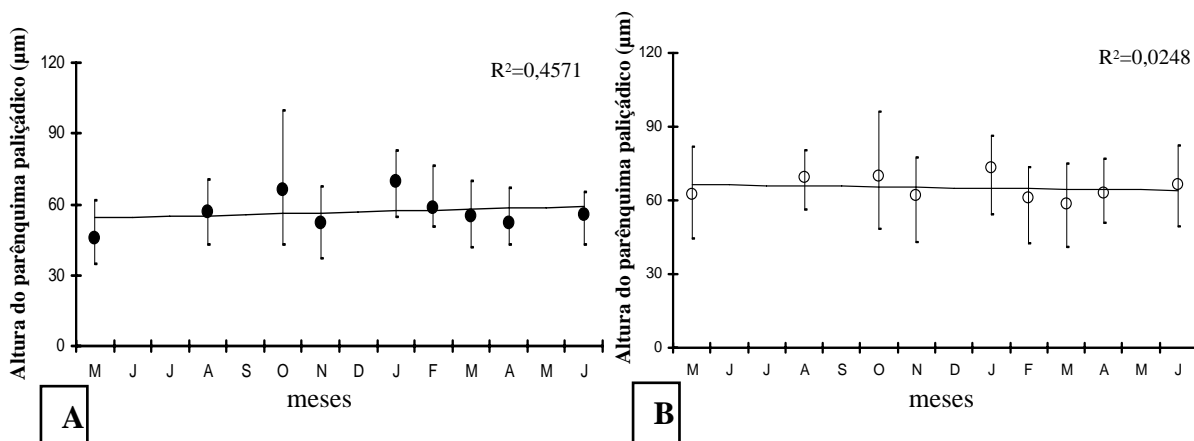 Altura do parênquima paliçádico (µm)
120
90
60
30
0
R²=0,4571
M J J A S O N D J F M A M J
meses
A
Altura do parênquima paliçádico (µm)
120
90
60
30
0
R²=0,0248
M J J A S O N D J F M A M J
meses
B